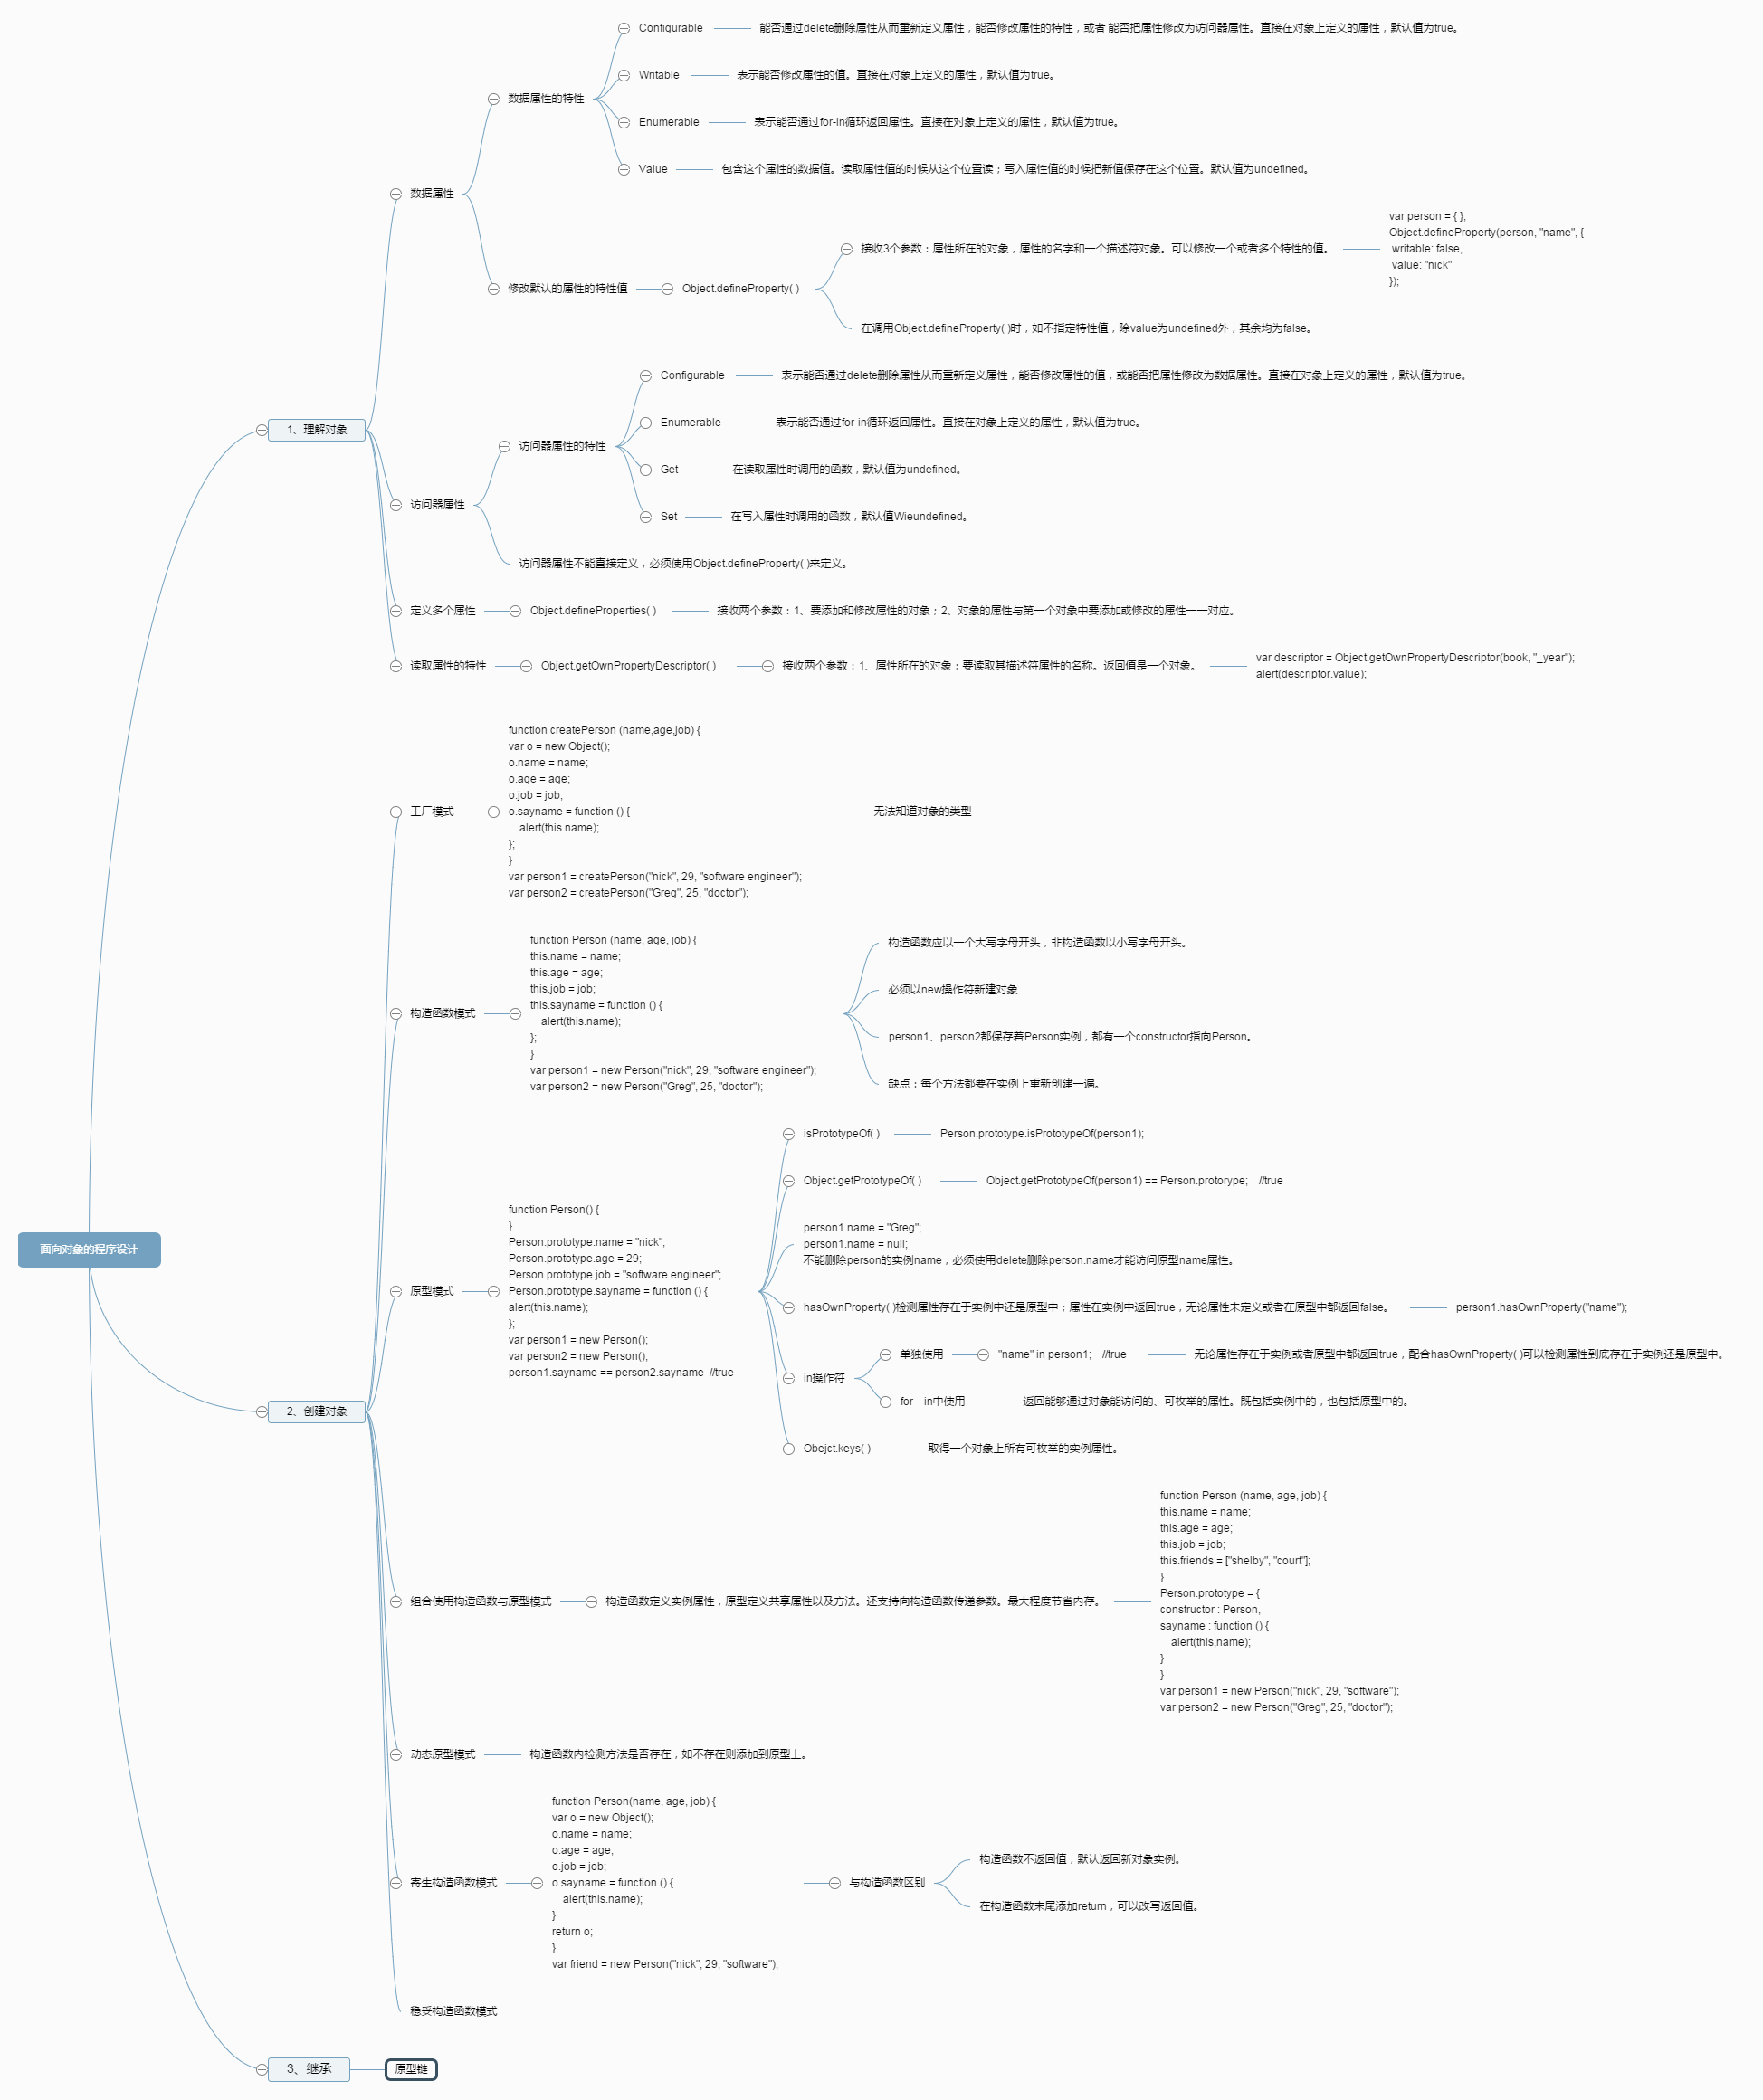 面向对象的程序设计
1、理解对象
数据属性
数据属性的特性
Configurable
能否通过delete删除属性从而重新定义属性，能否修改属性的特性，或者 能否把属性修改为访问器属性。直接在对象上定义的属性，默认值为true。
Writable
表示能否修改属性的值。直接在对象上定义的属性，默认值为true。
Enumerable
表示能否通过for-in循环返回属性。直接在对象上定义的属性，默认值为true。
Value
包含这个属性的数据值。读取属性值的时候从这个位置读；写入属性值的时候把新值保存在这个位置。默认值为undefined。
修改默认的属性的特性值
Object.defineProperty( )
接收3个参数：属性所在的对象，属性的名字和一个描述符对象。可以修改一个或者多个特性的值。
var person = { };
Object.defineProperty(person, "name", {
writable: false,
value: "nick"
});
在调用Object.defineProperty( )时，如不指定特性值，除value为undefined外，其余均为false。
访问器属性
访问器属性的特性
Configurable
表示能否通过delete删除属性从而重新定义属性，能否修改属性的值，或能否把属性修改为数据属性。直接在对象上定义的属性，默认值为true。
Enumerable
表示能否通过for-in循环返回属性。直接在对象上定义的属性，默认值为true。
Get
在读取属性时调用的函数，默认值为undefined。
Set
在写入属性时调用的函数，默认值Wieundefined。
访问器属性不能直接定义，必须使用Object.defineProperty( )来定义。
定义多个属性
Object.defineProperties( )
接收两个参数：1、要添加和修改属性的对象；2、对象的属性与第一个对象中要添加或修改的属性一一对应。
读取属性的特性
Object.getOwnPropertyDescriptor( )
接收两个参数：1、属性所在的对象；要读取其描述符属性的名称。返回值是一个对象。
var descriptor = Object.getOwnPropertyDescriptor(book, "_year");
alert(descriptor.value);
2、创建对象
工厂模式
function createPerson (name,age,job) {
var o = new Object();
o.name = name;
o.age = age;
o.job = job;
o.sayname = function () {
alert(this.name);
};
}
var person1 = createPerson("nick", 29, "software engineer");
var person2 = createPerson("Greg", 25, "doctor");
无法知道对象的类型
构造函数模式
function Person (name, age, job) {
this.name = name;
this.age = age;
this.job = job;
this.sayname = function () {
alert(this.name);
};
}
var person1 = new Person("nick", 29, "software engineer");
var person2 = new Person("Greg", 25, "doctor");
构造函数应以一个大写字母开头，非构造函数以小写字母开头。
必须以new操作符新建对象
person1、person2都保存着Person实例，都有一个constructor指向Person。
缺点：每个方法都要在实例上重新创建一遍。
原型模式
function Person() {
}
Person.prototype.name = "nick";
Person.prototype.age = 29;
Person.prototype.job = "software engineer";
Person.prototype.sayname = function () {
alert(this.name);
};
var person1 = new Person();
var person2 = new Person();
person1.sayname == person2.sayname //true
isPrototypeOf( )
Person.prototype.isPrototypeOf(person1);
Object.getPrototypeOf( )
Object.getPrototypeOf(person1) == Person.protorype; //true
person1.name = "Greg";
person1.name = null;
不能删除person的实例name，必须使用delete删除person.name才能访问原型name属性。
hasOwnProperty( )检测属性存在于实例中还是原型中；属性在实例中返回true，无论属性未定义或者在原型中都返回false。
person1.hasOwnProperty("name");
in操作符
单独使用
"name" in person1; //true
无论属性存在于实例或者原型中都返回true，配合hasOwnProperty( )可以检测属性到底存在于实例还是原型中。
for—in中使用
返回能够通过对象能访问的、可枚举的属性。既包括实例中的，也包括原型中的。
Obejct.keys( )
取得一个对象上所有可枚举的实例属性。
组合使用构造函数与原型模式
构造函数定义实例属性，原型定义共享属性以及方法。还支持向构造函数传递参数。最大程度节省内存。
function Person (name, age, job) {
this.name = name;
this.age = age;
this.job = job;
this.friends = ["shelby", "court"];
}
Person.prototype = {
constructor : Person,
sayname : function () {
alert(this,name);
}
}
var person1 = new Person("nick", 29, "software");
var person2 = new Person("Greg", 25, "doctor");
动态原型模式
构造函数内检测方法是否存在，如不存在则添加到原型上。
寄生构造函数模式
function Person(name, age, job) {
var o = new Object();
o.name = name;
o.age = age;
o.job = job;
o.sayname = function () {
alert(this.name);
}
return o;
}
var friend = new Person("nick", 29, "software");
与构造函数区别
构造函数不返回值，默认返回新对象实例。
在构造函数末尾添加return，可以改写返回值。
稳妥构造函数模式
3、继承
原型链